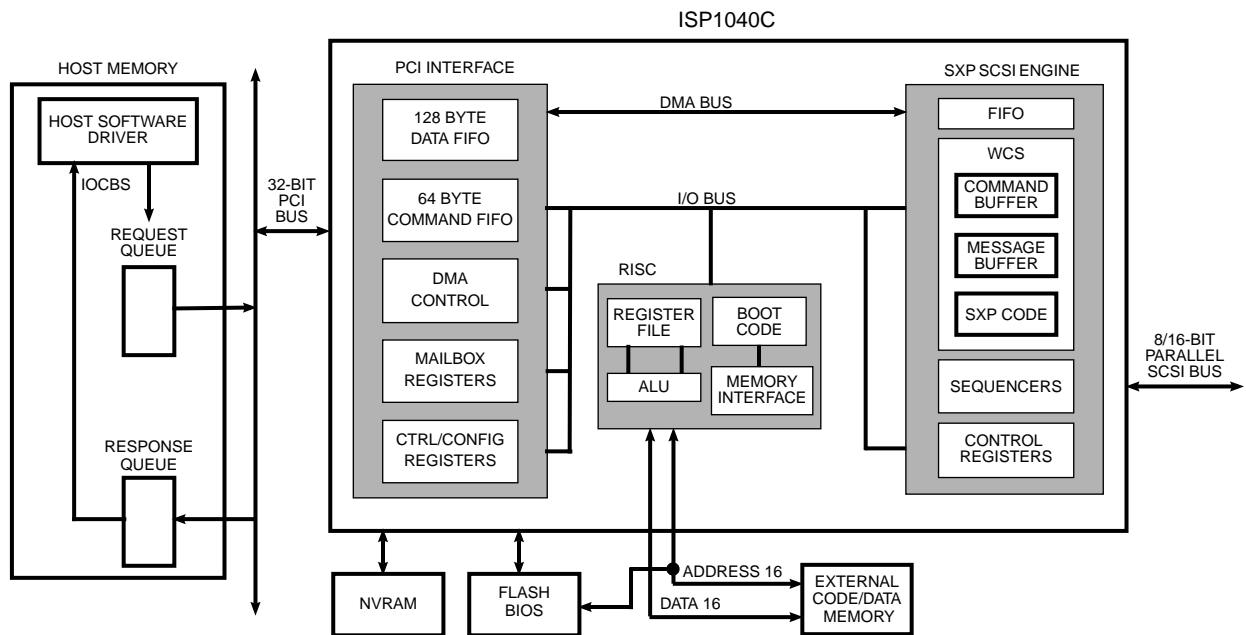 ISP1040C
HOST MEMORY
HOST SOFTWARE
DRIVER
IOCBS
REQUEST
QUEUE
RESPONSE
QUEUE
32-BIT
PCI
BUS
PCI INTERFACE
128 BYTE
DATA FIFO
64 BYTE
COMMAND FIFO
DMA
CONTROL
MAILBOX
REGISTERS
CTRL/CONFIG
REGISTERS
DMA BUS
I/O BUS
RISC
REGISTER
FILE
ALU
BOOT
CODE
MEMORY
INTERFACE
SXP SCSI ENGINE
FIFO
WCS
COMMAND
BUFFER
MESSAGE
BUFFER
SXP CODE
SEQUENCERS
CONTROL
REGISTERS
8/16-BIT
PARALLEL
SCSI BUS
NVRAM
FLASH
BIOS
ADDRESS 16
DATA 16
EXTERNAL
CODE/DATA
MEMORY